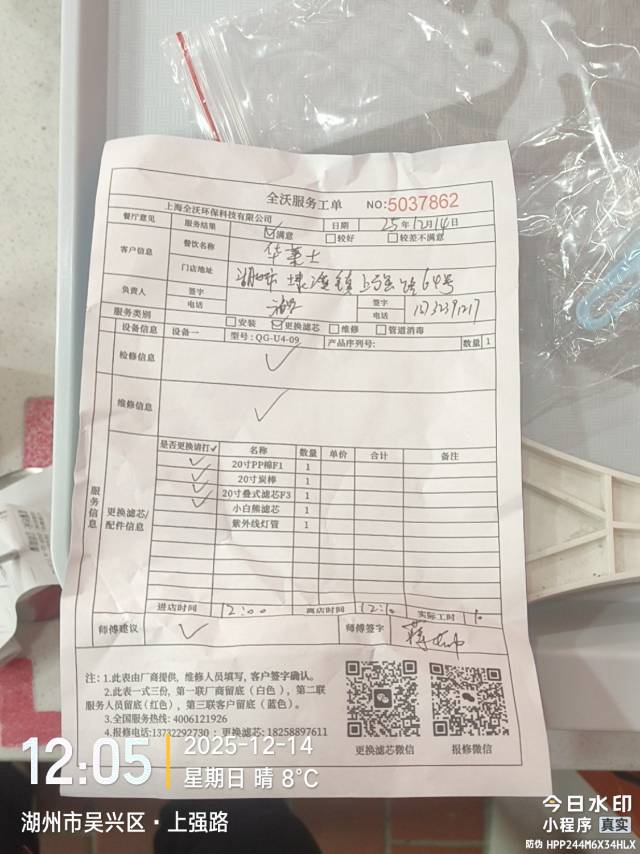 全沃服务工单 NO:5037862
上海全沃环保科技有限公司
餐厅意见 服务结果 ☑满意 □较好 □较差不满意 日期 25年12月14日
客户信息 餐饮名称 华莱士
门店地址 湖州市埭溪镇上强路64号
负责人 签字 签字
电话 电话
服务类别 □安装 ☑更换滤芯 □维修 □管道消毒
设备信息 设备一 型号:QG-U4-09 产品序列号: 数量 1
检修信息 ✓
维修信息 ✓
服务信息
更换滤芯/配件信息
是否更换请打✓ 名称 数量 单价 合计 备注
✓ 20寸PP棉F1 1
✓ 20寸炭棒 1
✓ 20寸叠式滤芯F3 1
小白熊滤芯 1
紫外线灯管 1
进店时间 12:00 离店时间 12:10 实际工时
师傅建议 ✓ 师傅签字
注: 1.此表由厂商提供, 维修人员填写, 客户签字确认。
2.此表一式三份, 第一联厂商留底(白色), 第二联
服务人员留底(红色), 第三联客户留底(蓝色)。
3.全国服务热线: 4006121926
4.报修电话:13732292730 ; 更换滤芯: 18258897611
更换滤芯微信 报修微信
12:05
2025-12-14
星期日 晴 8℃
湖州市吴兴区·上强路
今日水印
小程序 真实
防伪 HPP244M6X34HLX